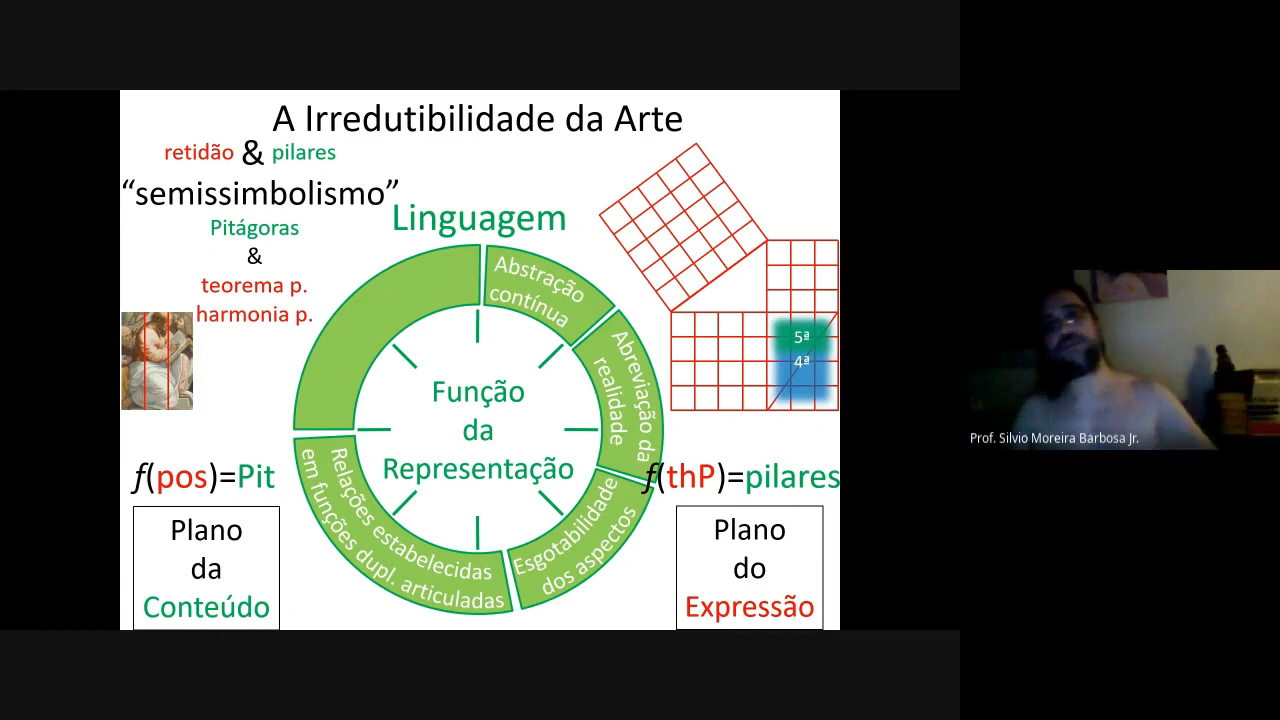 A Irredutibilidade da Arte
retidão & pilares
“semissimbolismo”
Pitágoras
&
teorema p.
harmonia p.
Linguagem
Abstração
contínua
Abreviação da
realidade
Esgotabilidade
dos aspectos
Relações estabelecidas
em funções dupl. articuladas
Função
da
Representação
5ª
4ª
f(pos)=Pit
f(thP)=pilares
Plano
da
Conteúdo
Plano
do
Expressão
Prof. Silvio Moreira Barbosa Jr.